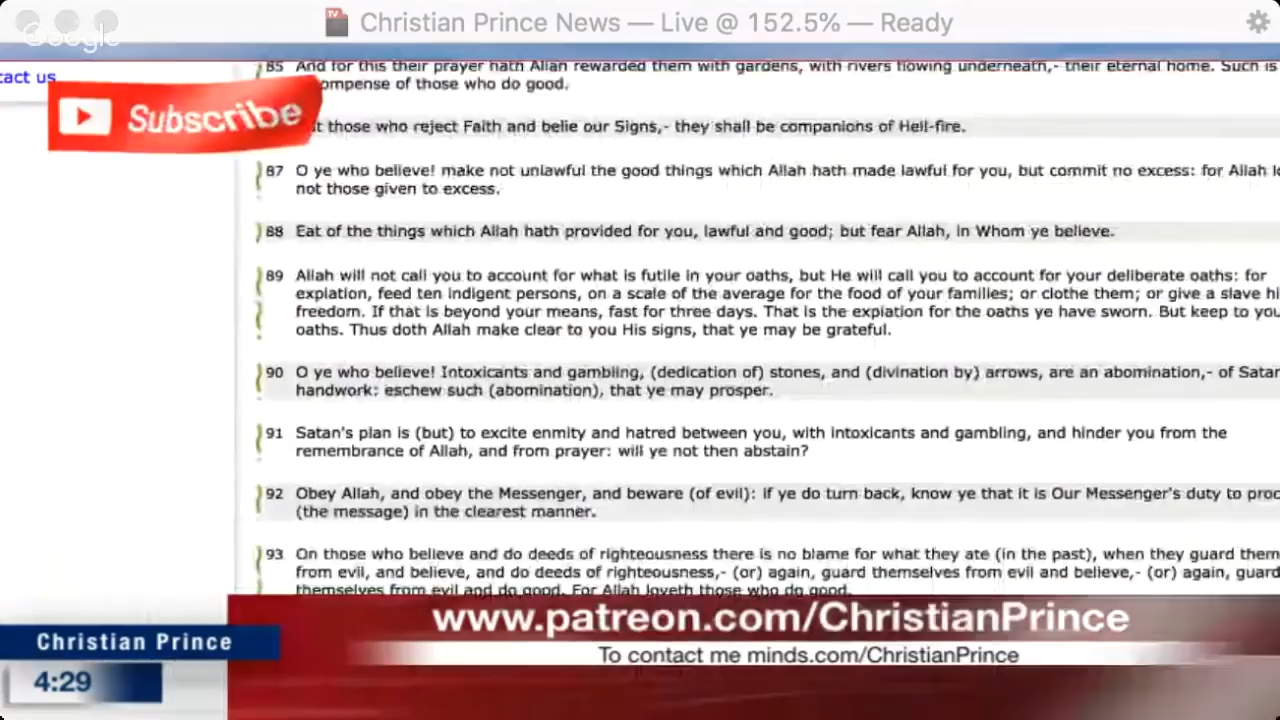 Christian Prince News — Live @ 152.5% — Ready
Google
tact us
Subscribe
85 And for this their prayer hath Allah rewarded them with gardens, with rivers flowing underneath,- their eternal home. Such is
ompense of those who do good.
t those who reject Faith and belie our Signs,- they shall be companions of Hell-fire.
87 O ye who believe! make not unlawful the good things which Allah hath made lawful for you, but commit no excess: for Allah l
not those given to excess.
88 Eat of the things which Allah hath provided for you, lawful and good; but fear Allah, in Whom ye believe.
89 Allah will not call you to account for what is futile in your oaths, but He will call you to account for your deliberate oaths: for
expiation, feed ten indigent persons, on a scale of the average for the food of your families; or clothe them; or give a slave hi
freedom. If that is beyond your means, fast for three days. That is the expiation for the oaths ye have sworn. But keep to you
oaths. Thus doth Allah make clear to you His signs, that ye may be grateful.
90 O ye who believe! Intoxicants and gambling, (dedication of) stones, and (divination by) arrows, are an abomination,- of Satan
handwork: eschew such (abomination), that ye may prosper.
91 Satan's plan is (but) to excite enmity and hatred between you, with intoxicants and gambling, and hinder you from the
remembrance of Allah, and from prayer: will ye not then abstain?
92 Obey Allah, and obey the Messenger, and beware (of evil): if ye do turn back, know ye that it is Our Messenger's duty to proc
(the message) in the clearest manner.
93 On those who believe and do deeds of righteousness there is no blame for what they ate (in the past), when they guard them
from evil, and believe, and do deeds of righteousness,- (or) again, guard themselves from evil and believe,- (or) again, guard
themselves from evil and do good. For Allah loveth those who do good.
www.patreon.com/ChristianPrince
To contact me minds.com/ChristianPrince
Christian Prince
4:29